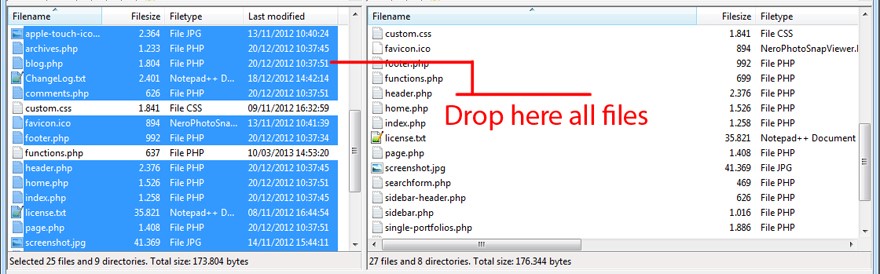 Filename Filesize Filetype Last modified
apple-touch-ico... 2.364 File JPG 13/11/2012 10:40:24
archives.php 1.233 File PHP 20/12/2012 10:37:45
blog.php 1.804 File PHP 20/12/2012 10:37:51
ChangeLog.txt 2.401 Notepad++ D... 18/12/2012 14:42:14
comments.php 626 File PHP 20/12/2012 10:37:51
custom.css 1.841 File CSS 09/11/2012 16:32:59
favicon.ico 894 NeroPhotoSna... 13/11/2012 10:41:39
footer.php 992 File PHP 20/12/2012 10:37:34
functions.php 637 File PHP 10/03/2013 14:53:20
header.php 2.376 File PHP 20/12/2012 10:37:45
home.php 1.526 File PHP 20/12/2012 10:37:51
index.php 1.258 File PHP 20/12/2012 10:37:45
license.txt 35.821 Notepad++ D... 08/11/2012 16:44:54
page.php 1.408 File PHP 20/12/2012 10:37:51
screenshot.jpg 41.369 File JPG 14/11/2012 15:44:11
Selected 25 files and 9 directories. Total size: 173.804 bytes
Filename Filesize Filetype
custom.css 1.841 File CSS
favicon.ico 894 NeroPhotoSnapViewer.
footer.php 992 File PHP
functions.php 699 File PHP
header.php 2.376 File PHP
home.php 1.526 File PHP
index.php 1.258 File PHP
license.txt 35.821 Notepad++ Document
page.php 1.408 File PHP
screenshot.jpg 41.369 File JPG
searchform.php 469 File PHP
sidebar-header.php 626 File PHP
sidebar.php 1.016 File PHP
single-portfolios.php 1.886 File PHP
27 files and 8 directories. Total size: 176.344 bytes
Drop here all files